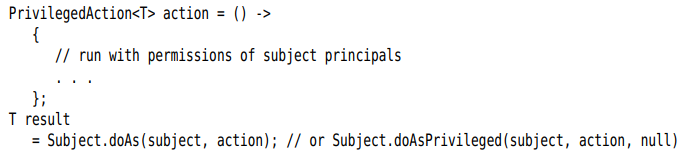 PrivilegedAction<T> action = () ->
{
// run with permissions of subject principals
. . .
};
T result
= Subject.doAs(subject, action); // or Subject.doAsPrivileged(subject, action, null)